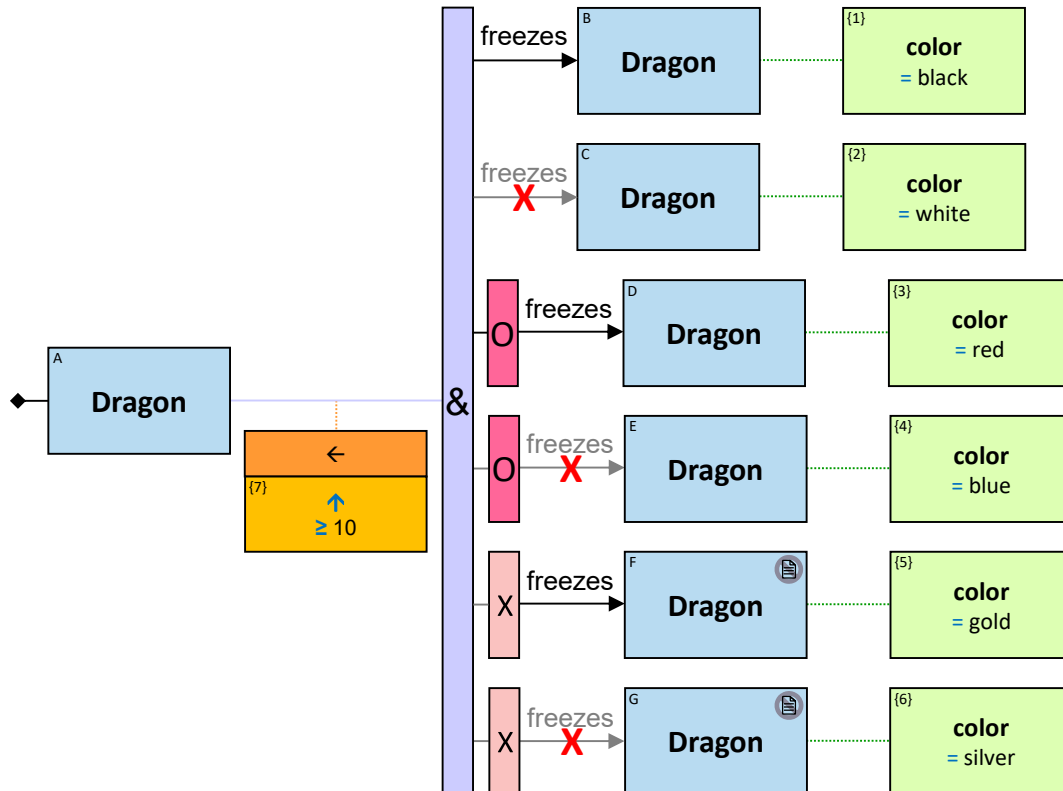 freezes
B
Dragon
{1}
color
= black
freezes
X
C
Dragon
{2}
color
= white
O
freezes
D
Dragon
{3}
color
= red
A
Dragon
&
←
{7}
↑
≥ 10
O
freezes
X
E
Dragon
{4}
color
= blue
X
freezes
F
Dragon
{5}
color
= gold
X
freezes
X
G
Dragon
{6}
color
= silver